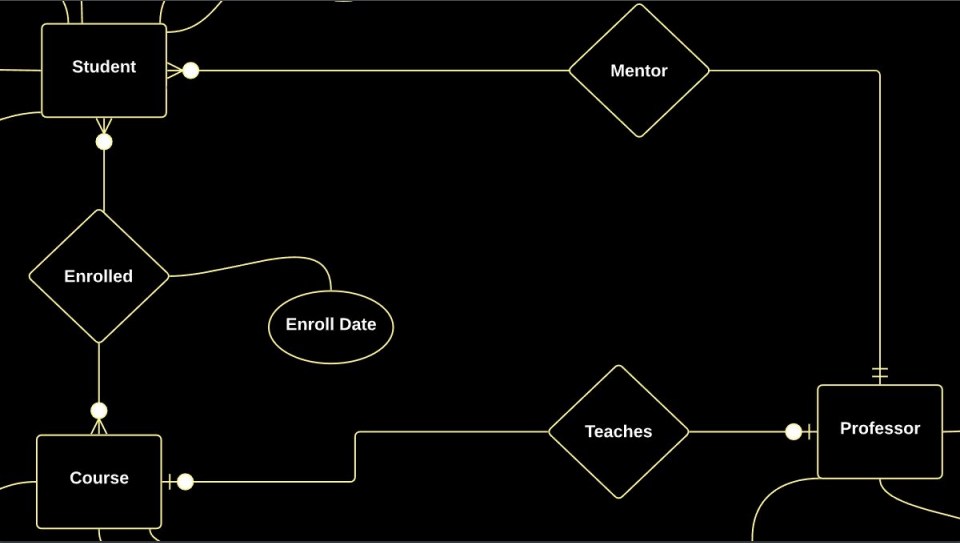 Student
Mentor
Enrolled
Enroll Date
Teaches
Professor
Course